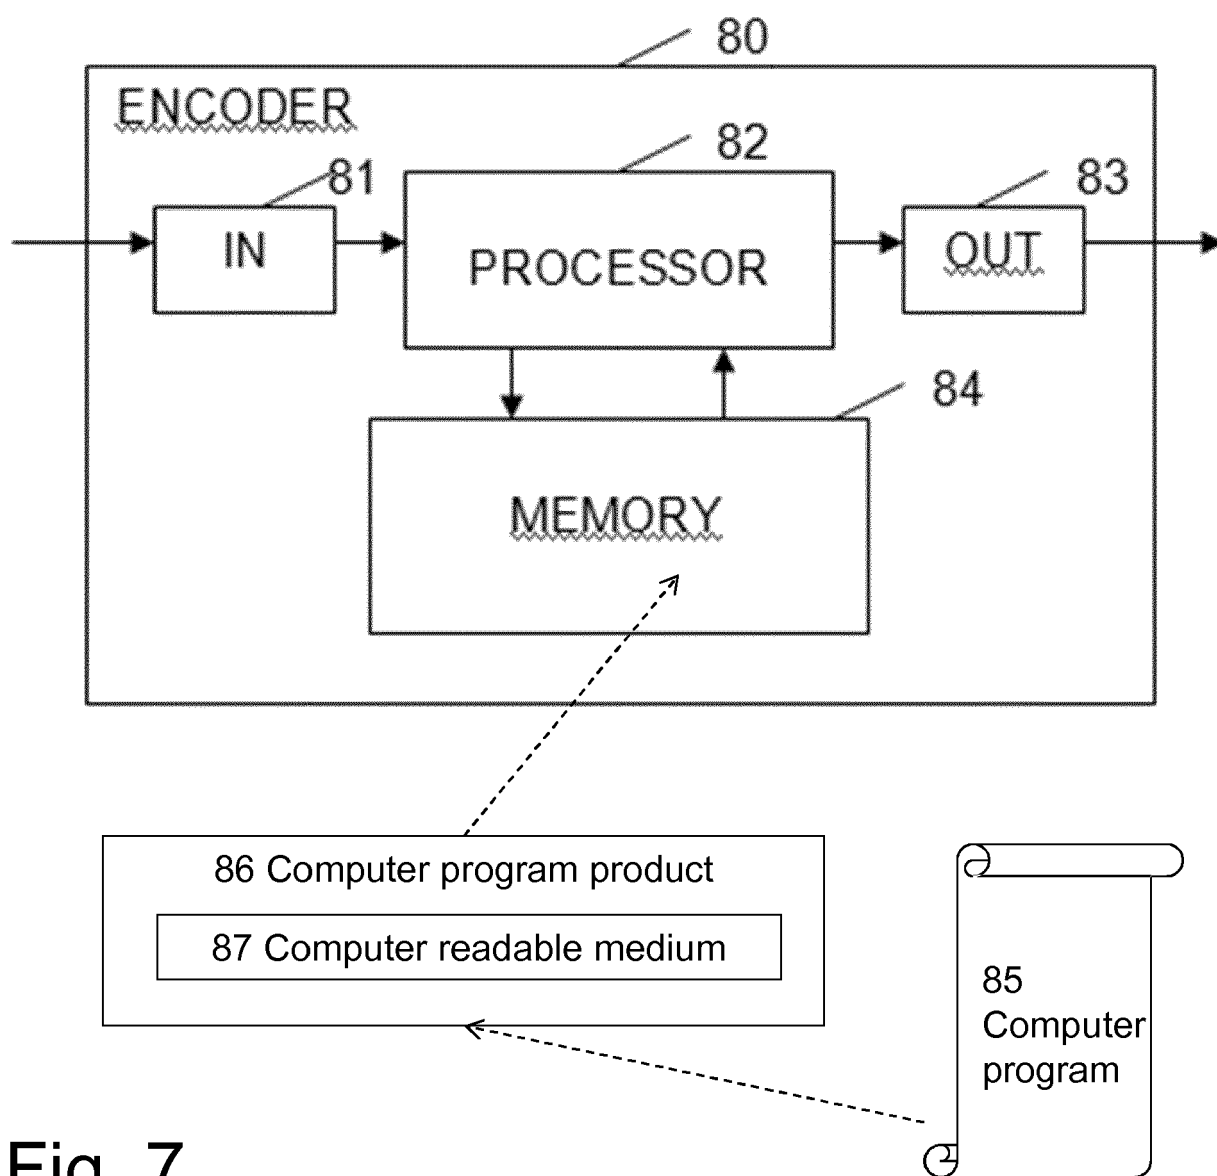 80
ENCODER
82
81
83
IN
PROCESSOR
OUT
84
MEMORY
86 Computer program product
87 Computer readable medium
85
Computer
program
Fig. 7